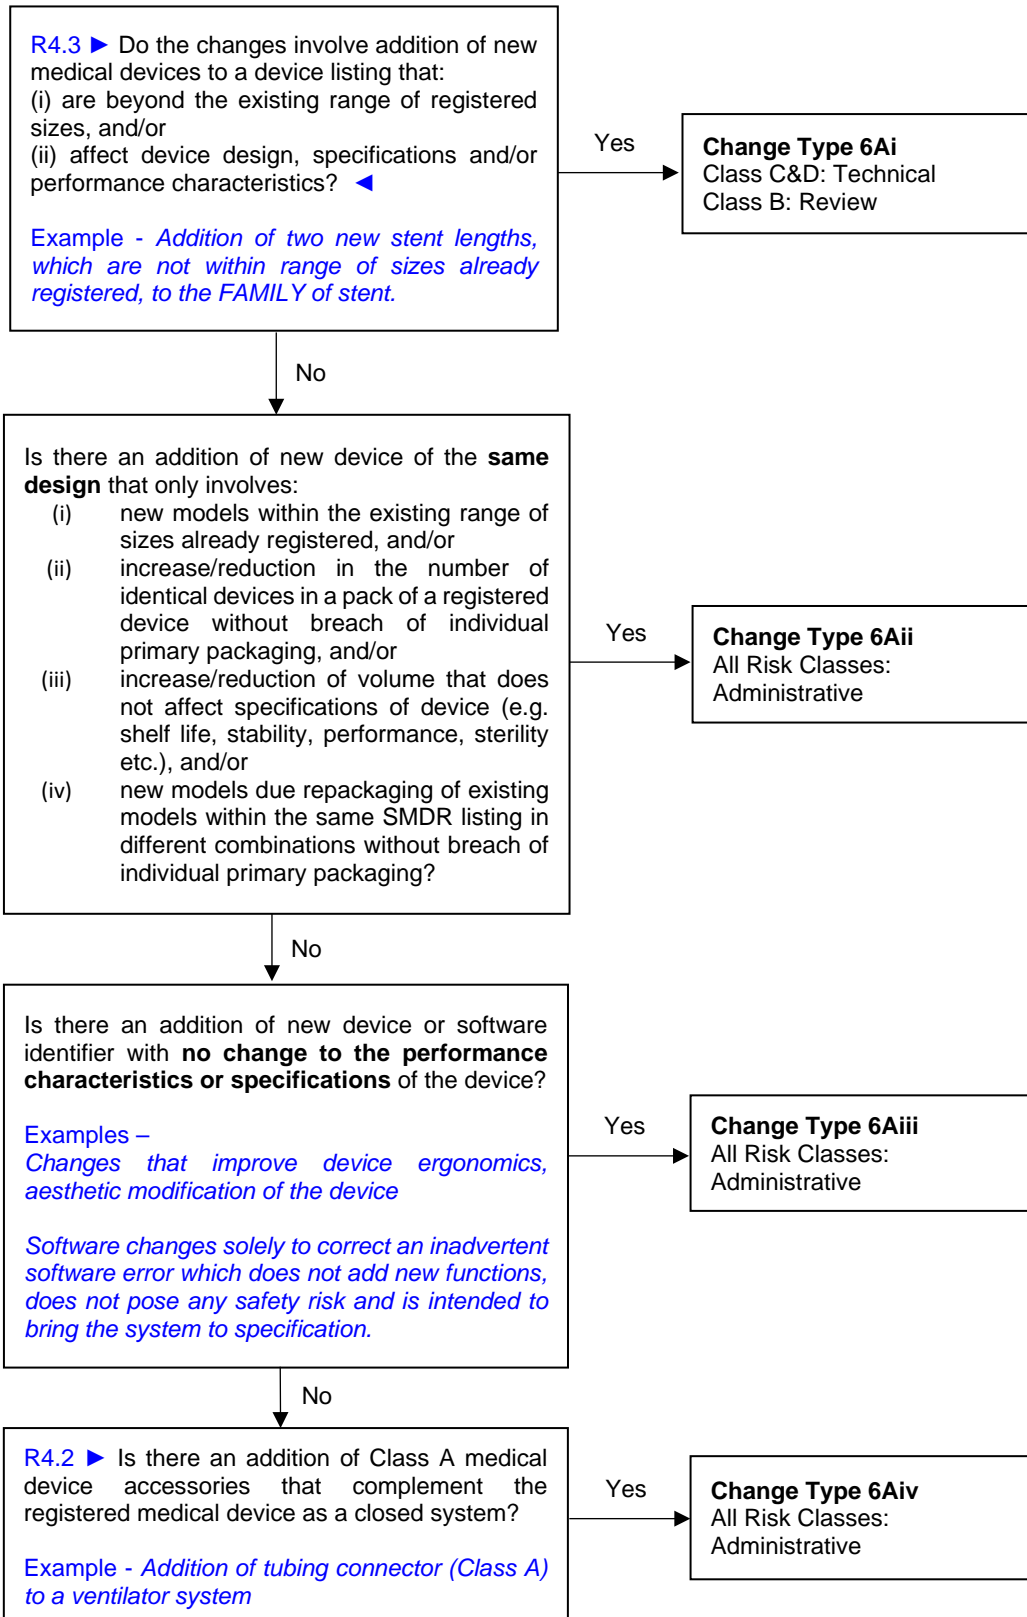 R4.3 ► Do the changes involve addition of new
medical devices to a device listing that:
(i) are beyond the existing range of registered
sizes, and/or
(ii) affect device design, specifications and/or
performance characteristics? ◄
Example - Addition of two new stent lengths,
which are not within range of sizes already
registered, to the FAMILY of stent.
Yes
Change Type 6Ai
Class C&D: Technical
Class B: Review
No
Is there an addition of new device of the same
design that only involves:
(i) new models within the existing range of
sizes already registered, and/or
(ii) increase/reduction in the number of
identical devices in a pack of a registered
device without breach of individual
primary packaging, and/or
(iii) increase/reduction of volume that does
not affect specifications of device (e.g.
shelf life, stability, performance, sterility
etc.), and/or
(iv) new models due repackaging of existing
models within the same SMDR listing in
different combinations without breach of
individual primary packaging?
Yes
Change Type 6Aii
All Risk Classes:
Administrative
No
Is there an addition of new device or software
identifier with no change to the performance
characteristics or specifications of the device?
Examples –
Changes that improve device ergonomics,
aesthetic modification of the device
Software changes solely to correct an inadvertent
software error which does not add new functions,
does not pose any safety risk and is intended to
bring the system to specification.
Yes
Change Type 6Aiii
All Risk Classes:
Administrative
No
R4.2 ► Is there an addition of Class A medical
device accessories that complement the
registered medical device as a closed system?
Example - Addition of tubing connector (Class A)
to a ventilator system
Yes
Change Type 6Aiv
All Risk Classes:
Administrative